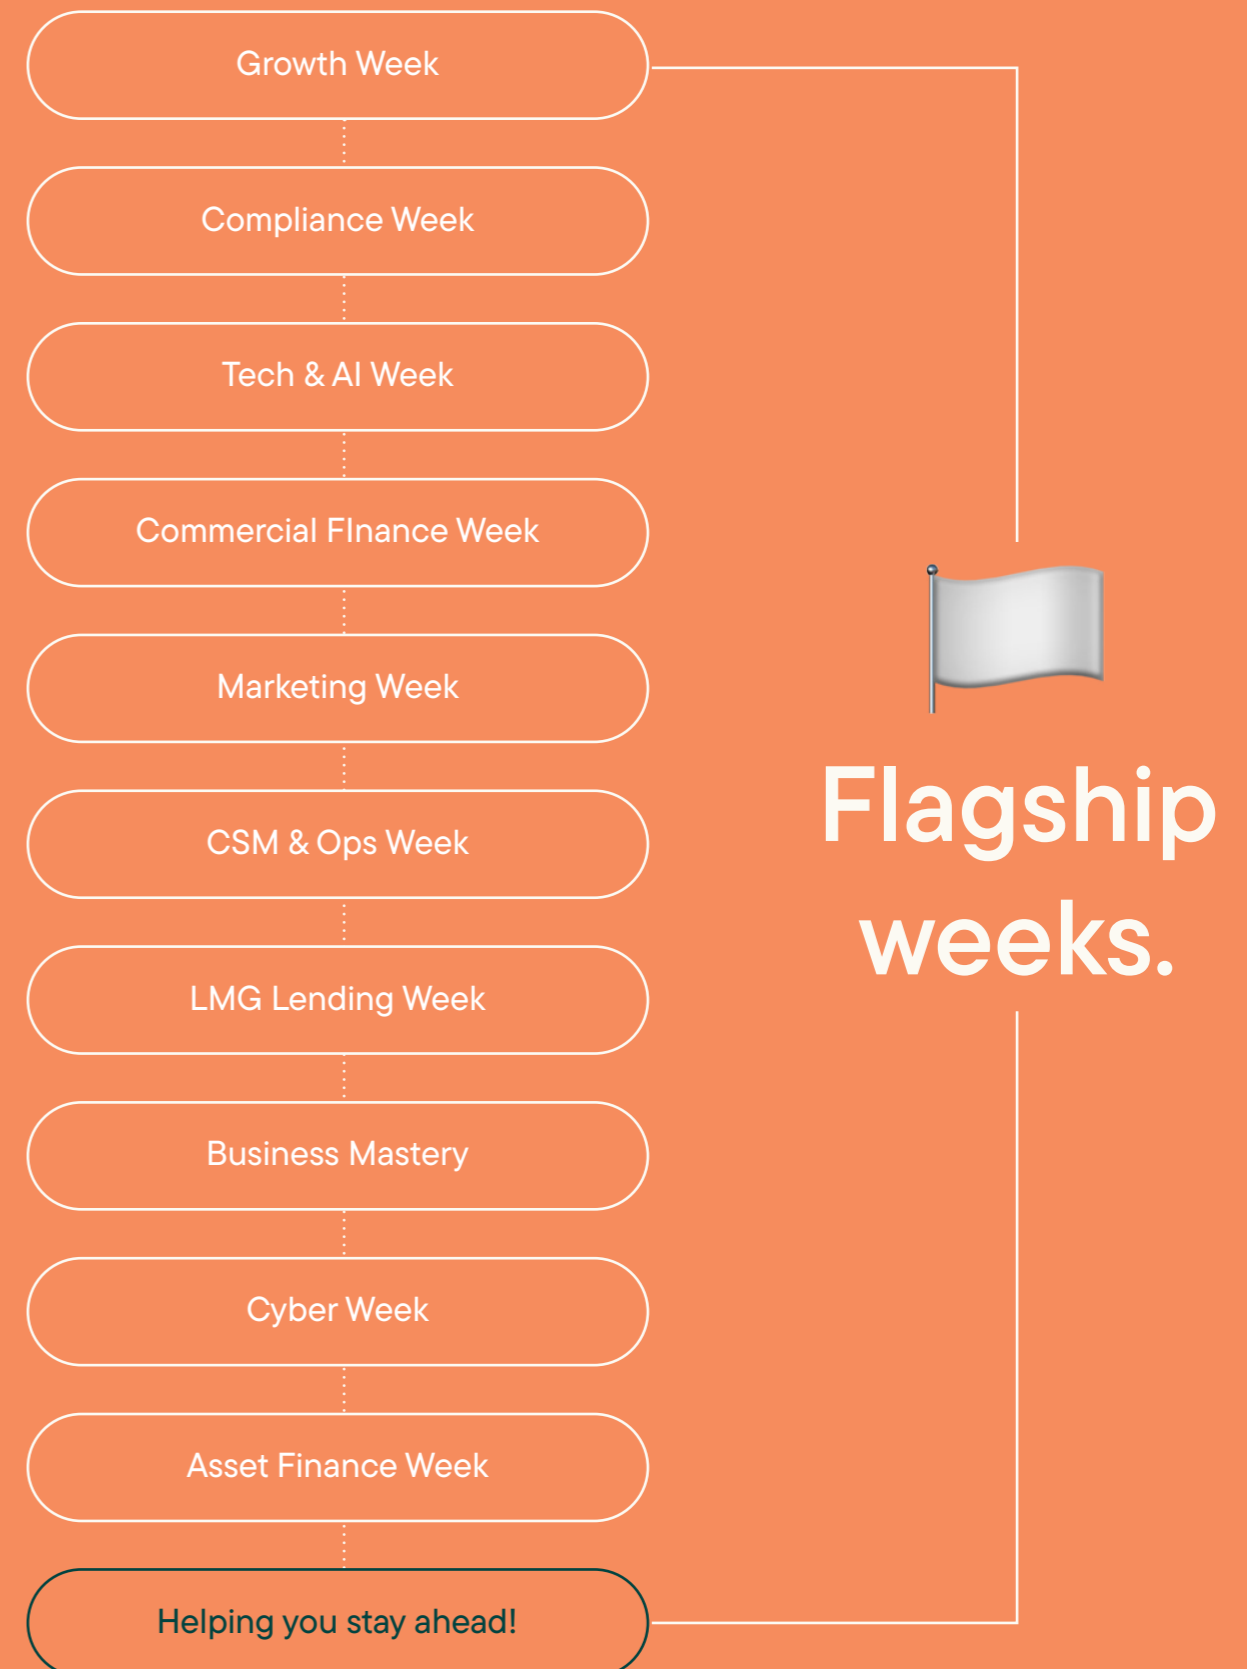 Growth Week
Compliance Week
Tech & AI Week
Commercial FInance Week
Marketing Week
CSM & Ops Week
LMG Lending Week
Business Mastery
Cyber Week
Asset Finance Week
Helping you stay ahead!
Flagship
weeks.